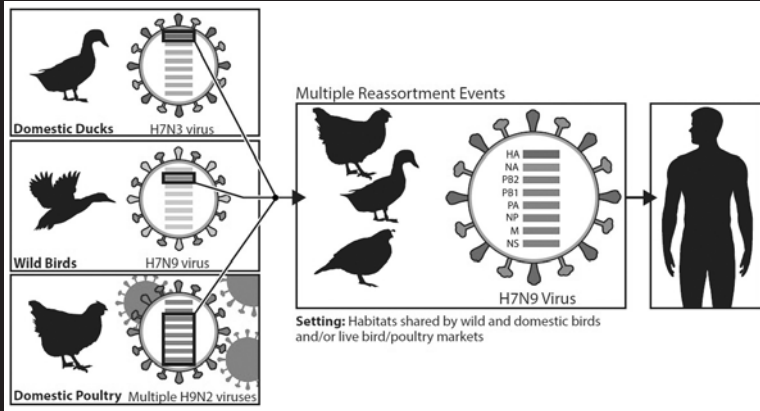 Domestic Ducks
H7N3 virus
Wild Birds
H7N9 virus
Domestic Poultry
Multiple H9N2 viruses
Multiple Reassortment Events
HA
NA
PB2
PB1
PA
NP
M
NS
H7N9 Virus
Setting: Habitats shared by wild and domestic birds
and/or live bird/poultry markets